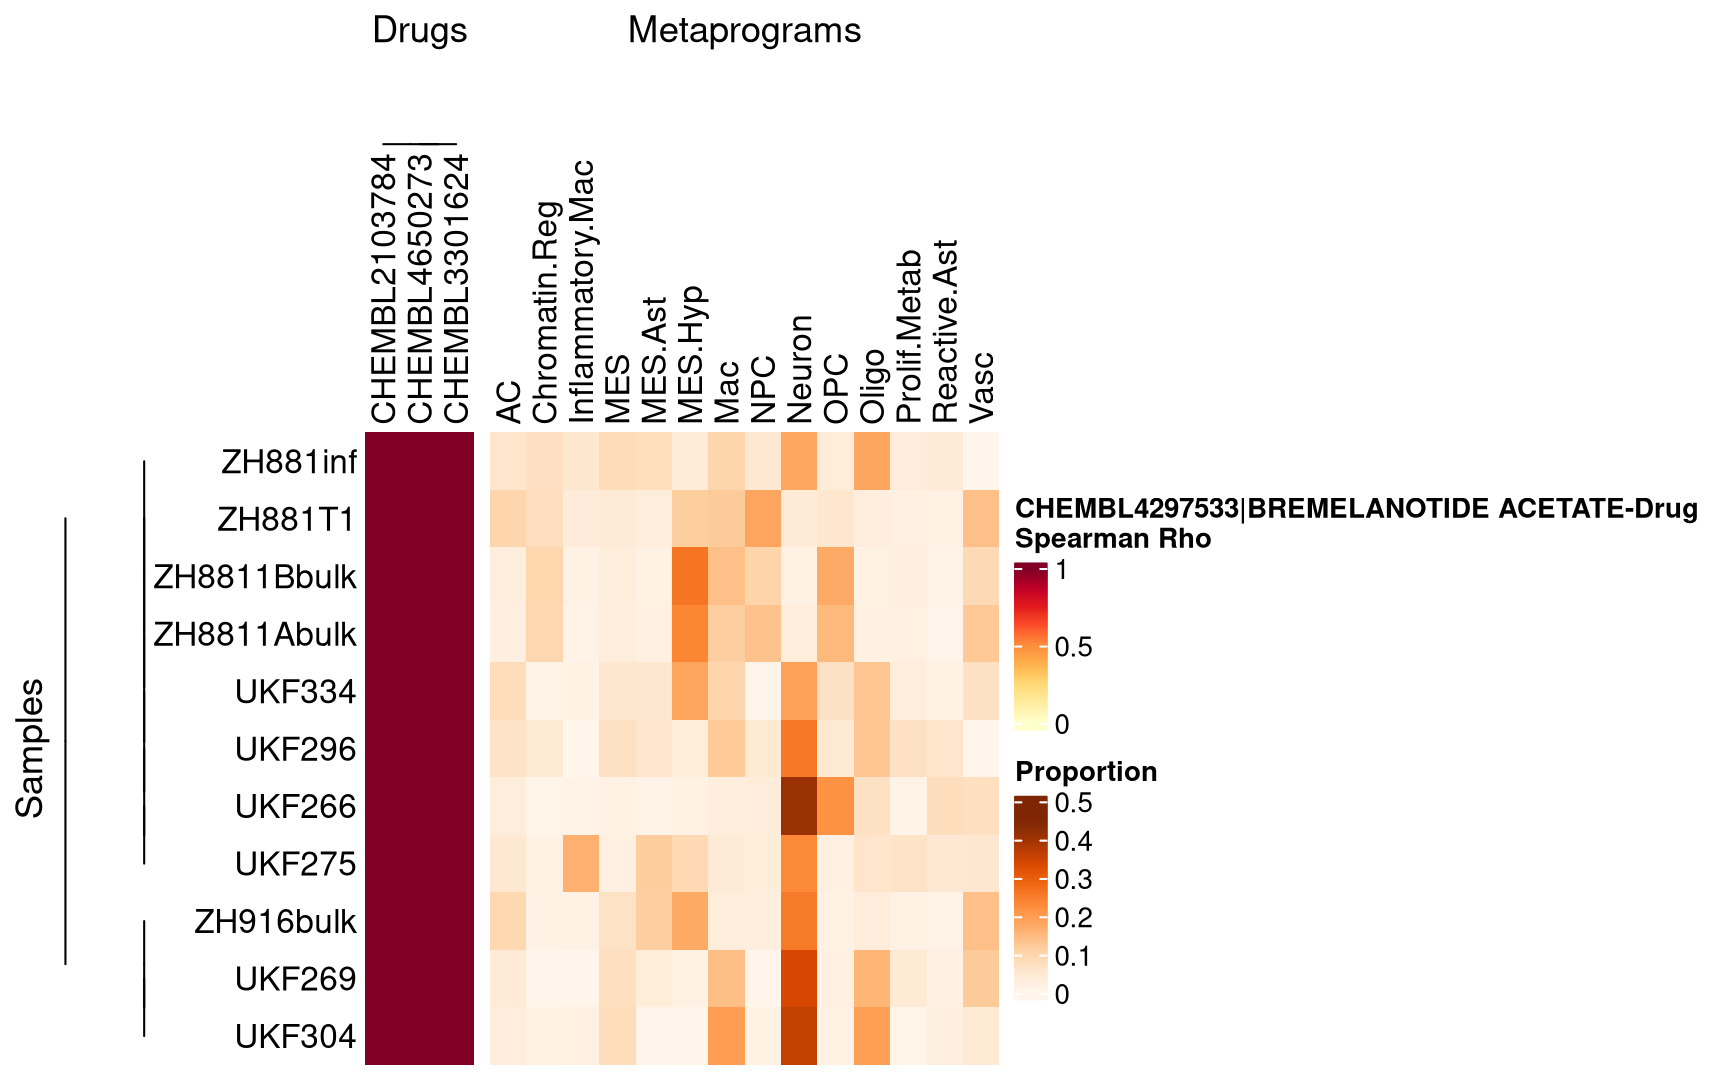 Drugs
Metaprograms
CHEMBL2103784
CHEMBL4650273
CHEMBL3301624
AC
Chromatin.Reg
Inflammatory.Mac
MES
MES.Ast
MES.Hyp
Mac
NPC
Neuron
OPC
Oligo
Prolif.Metab
Reactive.Ast
Vasc
Samples
ZH881inf
ZH881T1
ZH8811Bbulk
ZH8811Abulk
UKF334
UKF296
UKF266
UKF275
ZH916bulk
UKF269
UKF304
CHEMBL4297533|BREMELANOTIDE ACETATE-Drug
Spearman Rho
1
0.5
0
Proportion
0.5
0.4
0.3
0.2
0.1
0